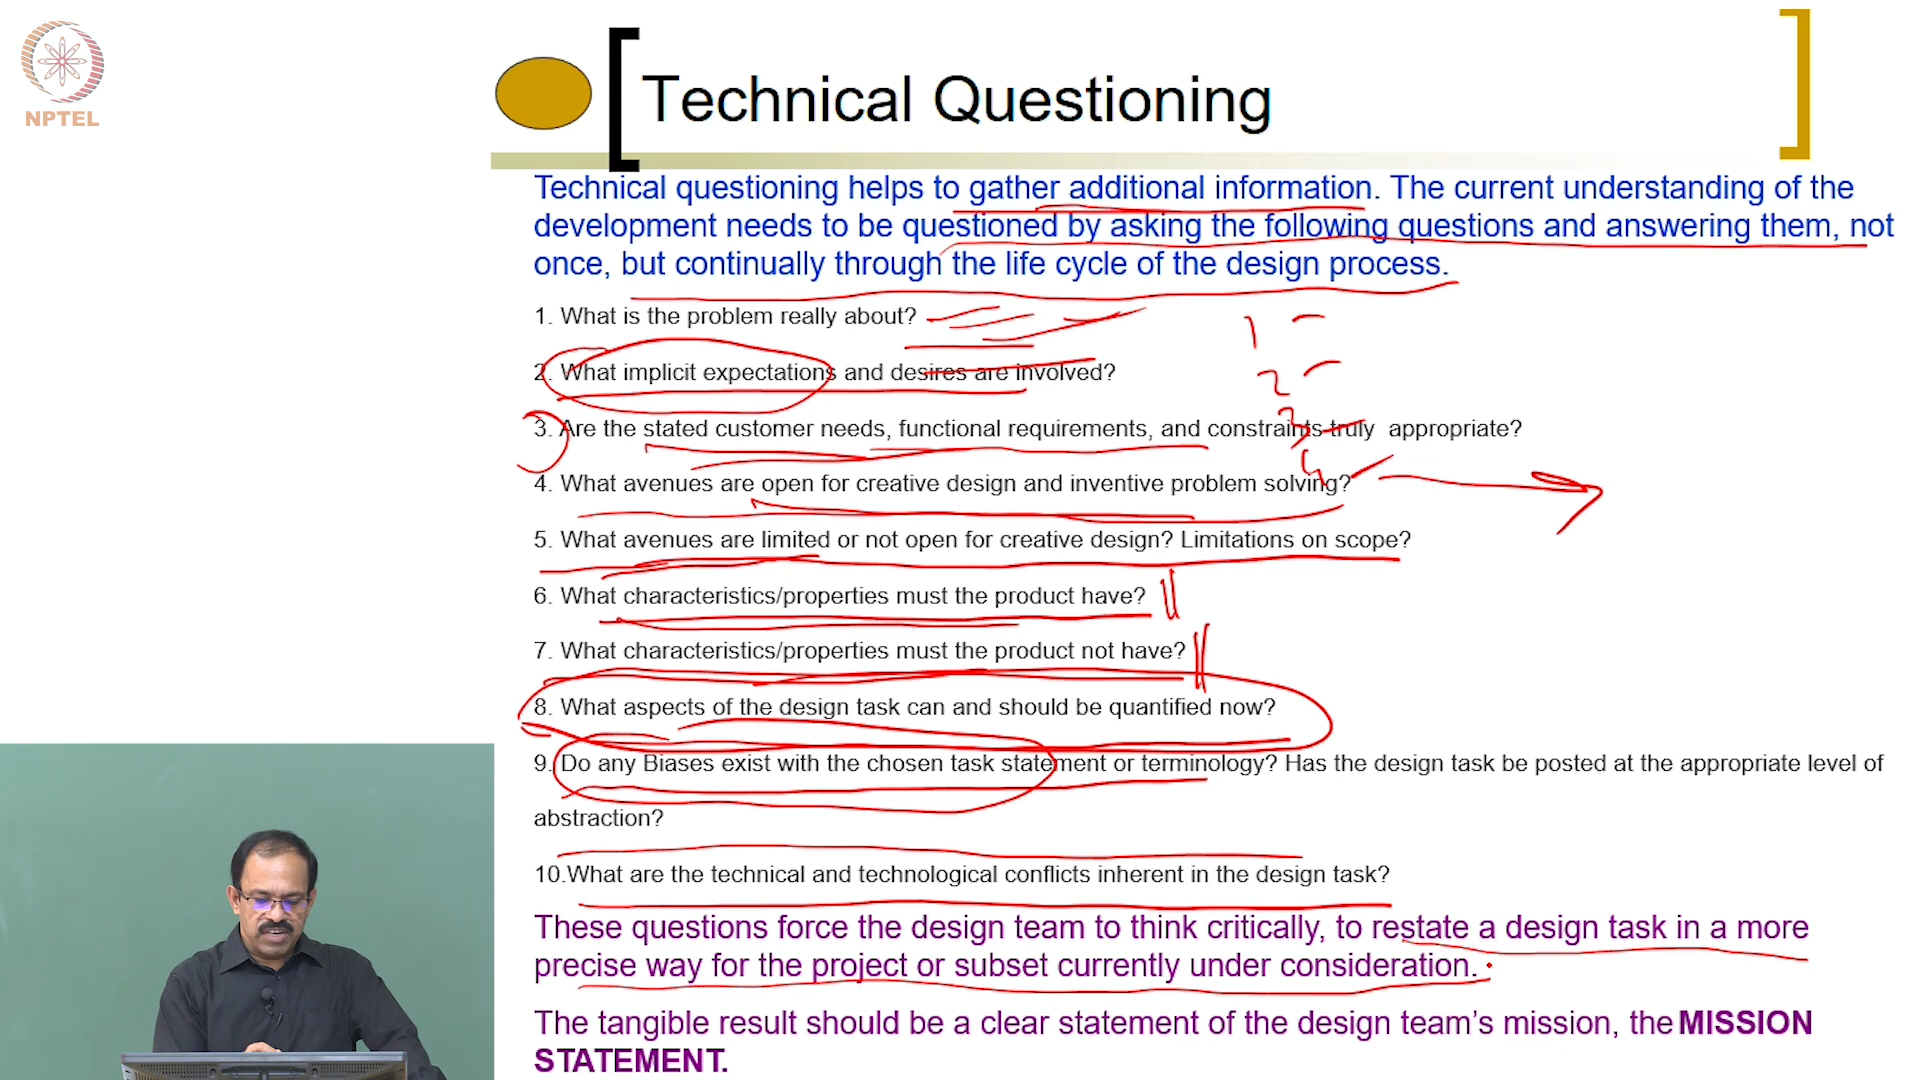 NPTEL
Technical Questioning
Technical questioning helps to gather additional information. The current understanding of the
development needs to be questioned by asking the following questions and answering them, not
once, but continually through the life cycle of the design process.
1. What is the problem really about?
2. What implicit expectations and desires are involved?
3. Are the stated customer needs, functional requirements, and constraints truly appropriate?
4. What avenues are open for creative design and inventive problem solving?
5. What avenues are limited or not open for creative design? Limitations on scope?
6. What characteristics/properties must the product have?
7. What characteristics/properties must the product not have?
8. What aspects of the design task can and should be quantified now?
9. Do any Biases exist with the chosen task statement or terminology? Has the design task be posted at the appropriate level of
abstraction?
10.What are the technical and technological conflicts inherent in the design task?
These questions force the design team to think critically, to restate a design task in a more
precise way for the project or subset currently under consideration.
The tangible result should be a clear statement of the design team's mission, the MISSION
STATEMENT.
1
2
3
4